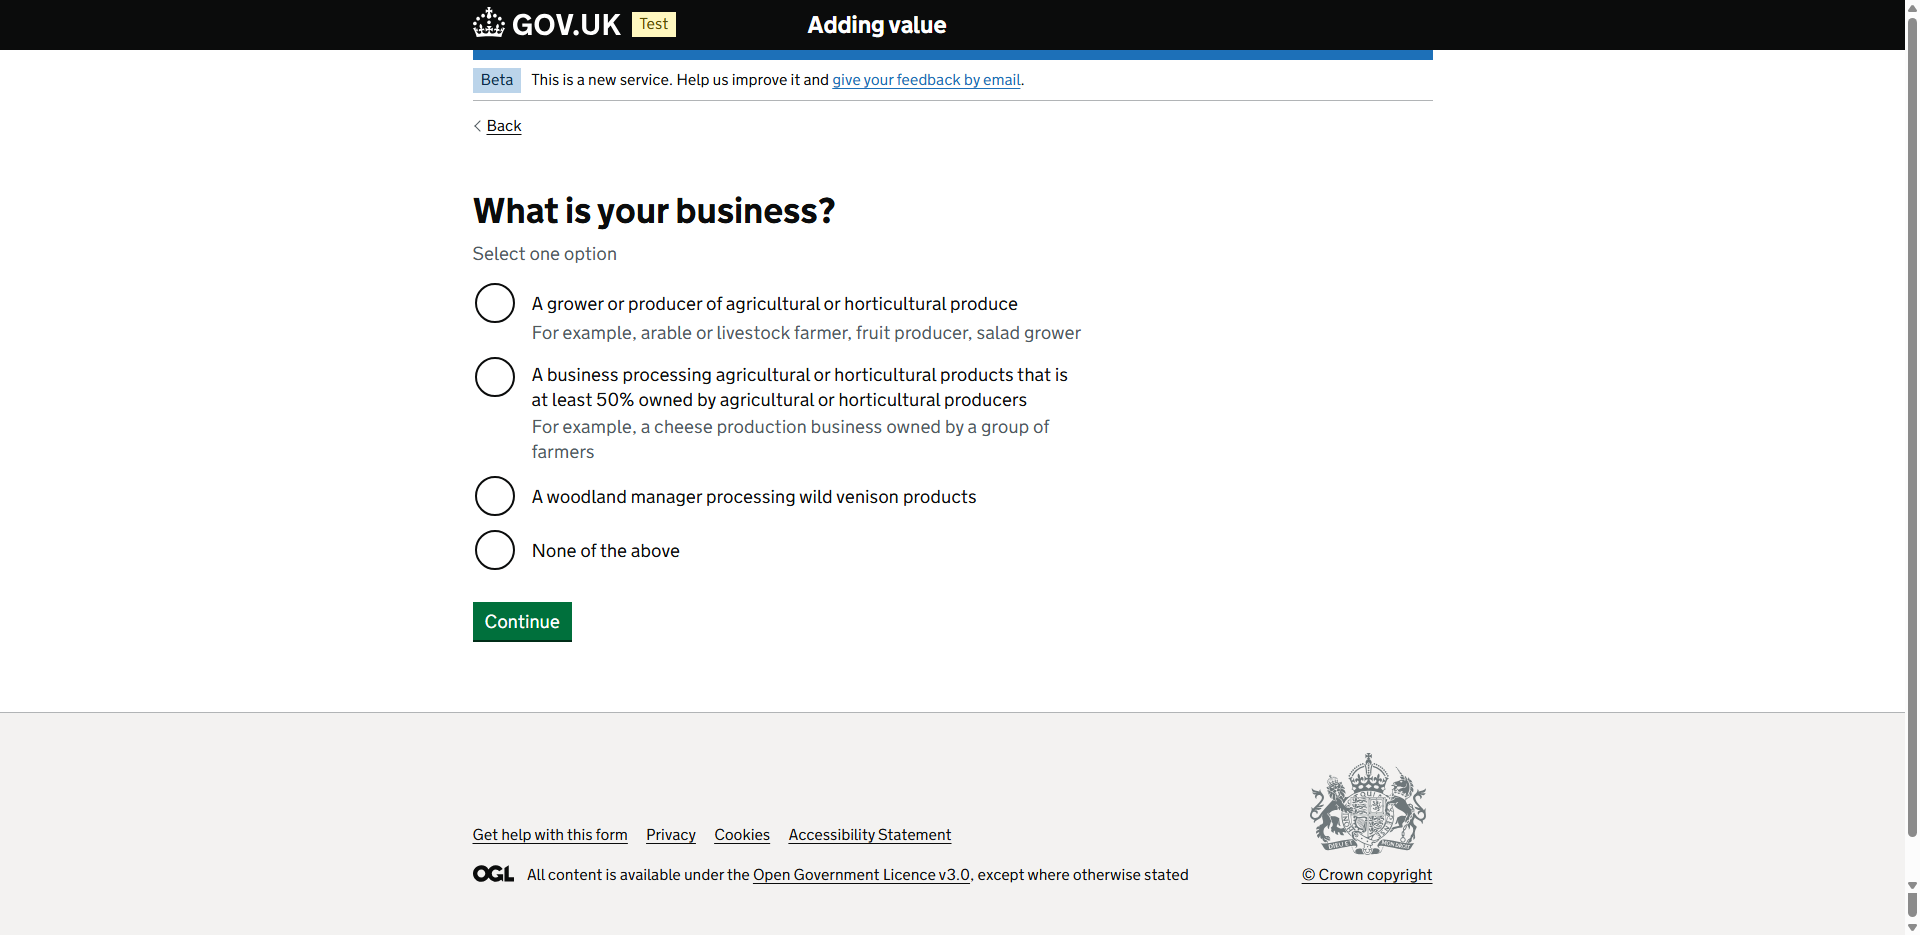 GOV.UK Test Adding value
Beta This is a new service. Help us improve it and give your feedback by email.
Back
What is your business?
Select one option
A grower or producer of agricultural or horticultural produce
For example, arable or livestock farmer, fruit producer, salad grower
A business processing agricultural or horticultural products that is
at least 50% owned by agricultural or horticultural producers
For example, a cheese production business owned by a group of
farmers
A woodland manager processing wild venison products
None of the above
Continue
Get help with this form Privacy Cookies Accessibility Statement
OGL All content is available under the Open Government Licence v3.0, except where otherwise stated
© Crown copyright